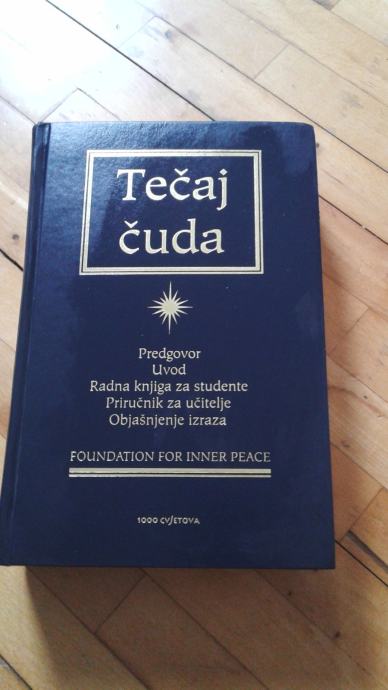 Tečaj
čuda
Predgovor
Uvod
Radna knjiga za studente
Priručnik za učitelje
Objašnjenje izraza
FOUNDATION FOR INNER PEACE
1000 CVJETOVA